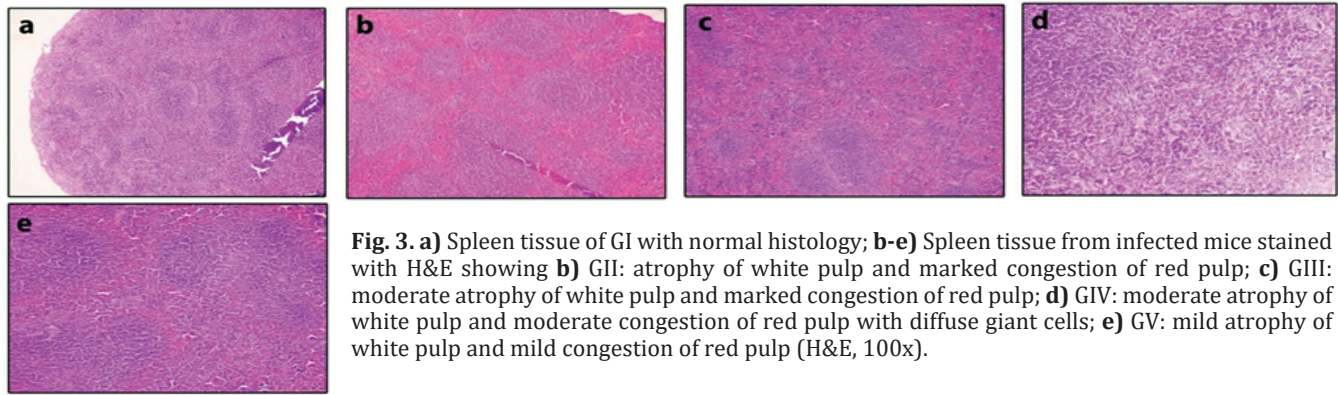 a
b
c
d
e
Fig. 3. a) Spleen tissue of GI with normal histology; b-e) Spleen tissue from infected mice stained
with H&E showing b) GII: atrophy of white pulp and marked congestion of red pulp; c) GIII:
moderate atrophy of white pulp and marked congestion of red pulp; d) GIV: moderate atrophy of
white pulp and moderate congestion of red pulp with diffuse giant cells; e) GV: mild atrophy of
white pulp and mild congestion of red pulp (H&E, 100x).